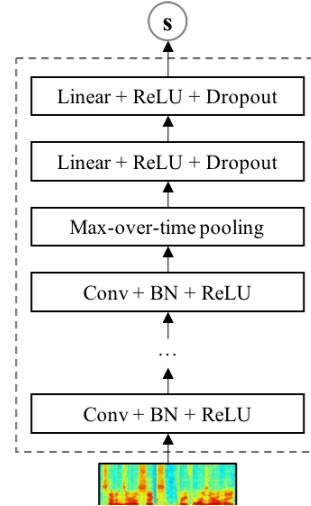 s
Linear + ReLU + Dropout
Linear + ReLU + Dropout
Max-over-time pooling
Conv + BN + ReLU
...
Conv + BN + ReLU